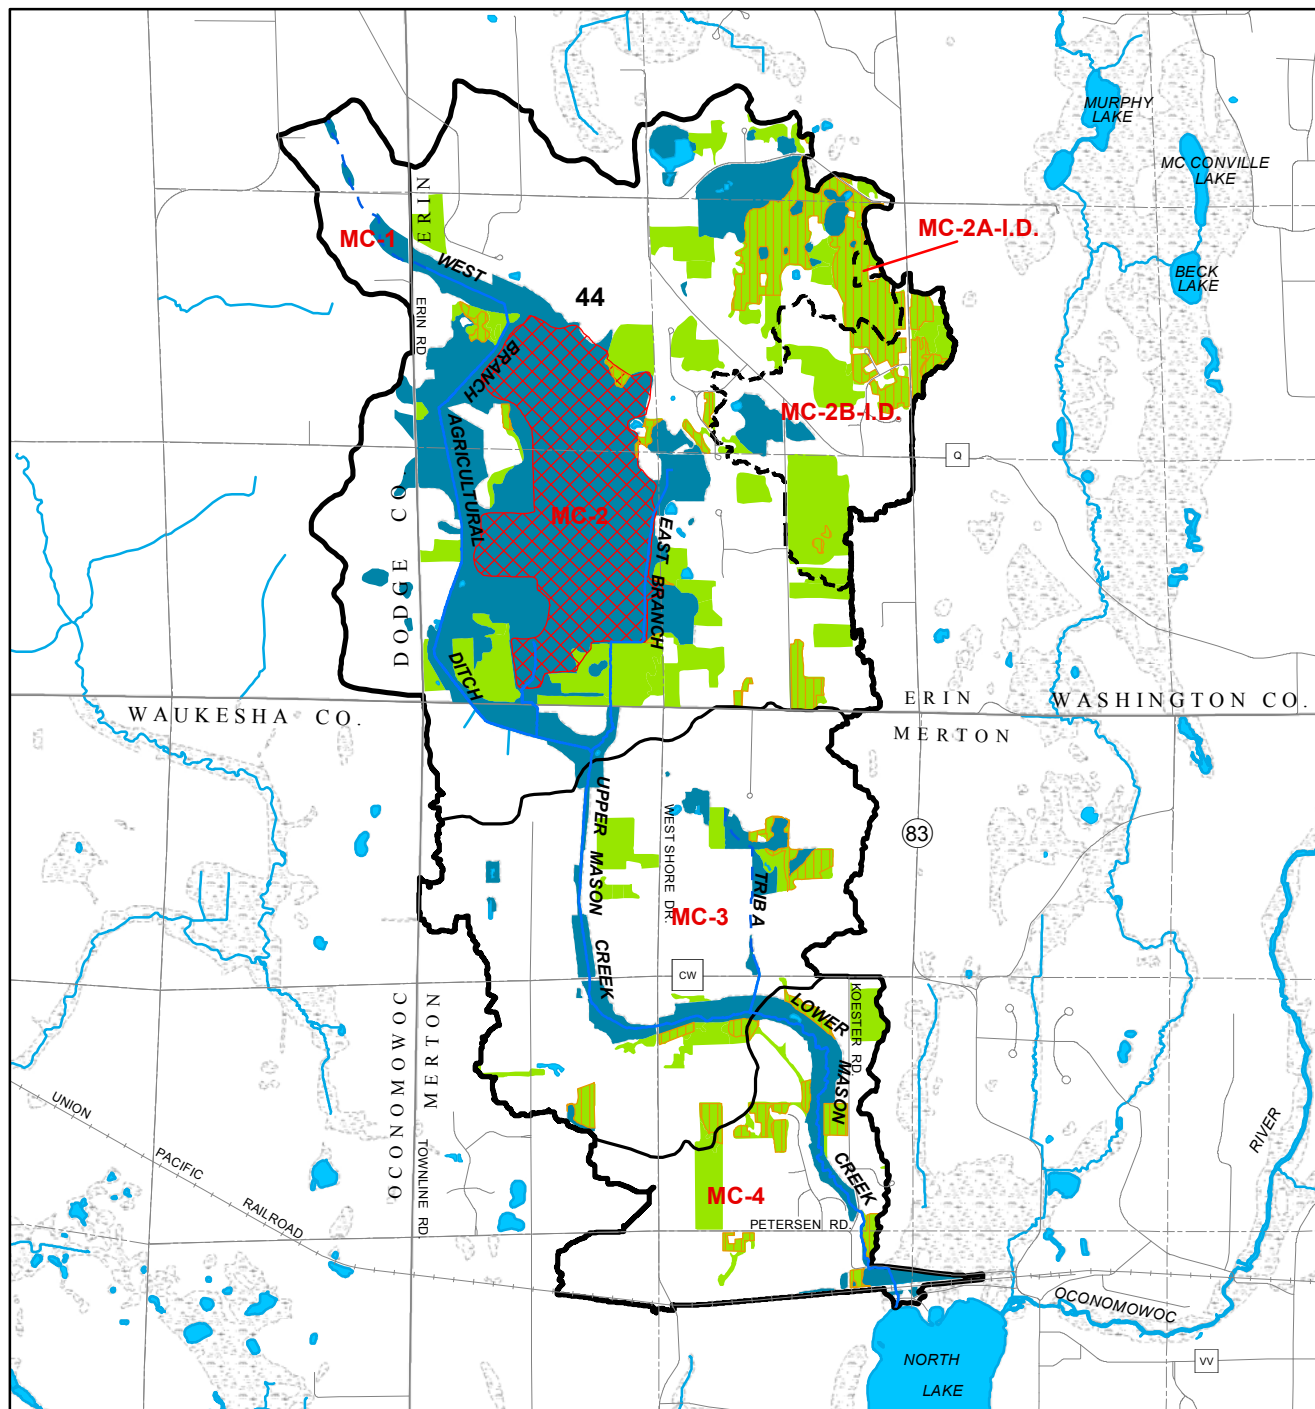 MURPHY
LAKE
MC CONVILLE
LAKE
ERIN
MC-1
MC-2A-I.D.
WEST
BECK
LAKE
44
ERIN RD
BRANCH
MC-2B-I.D.
AGRICULTURAL
Q
DODGE CO
MC-2
EAST BRANCH
DITCH
ERIN
WASHINGTON CO.
WAUKESHA CO.
MERTON
UPPER MASON CREEK
WEST SHORE DR.
83
TRIB A
MC-3
CW
OCONOMOWOC
MERTON
LOWER MASON CREEK
KOESTER RD.
UNION PACIFIC RAILROAD
TOWNLINE RD.
RIVER
MC-4
PETERSEN RD.
OCONOMOWOC
NORTH
LAKE
VV